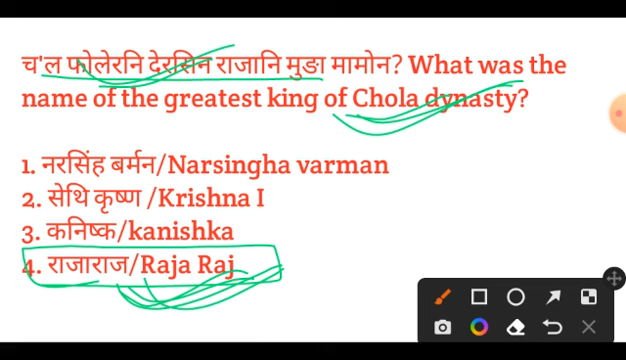 च'ल फोलेरनि देरसिन राजानि मुङा मामोन? What was the
name of the greatest king of Chola dynasty?
1. नरसिंह बर्मन/Narsingha varman
2. सेथि कृष्ण /Krishna I
3. कनिष्क/kanishka
4. राजाराज/Raja Raj